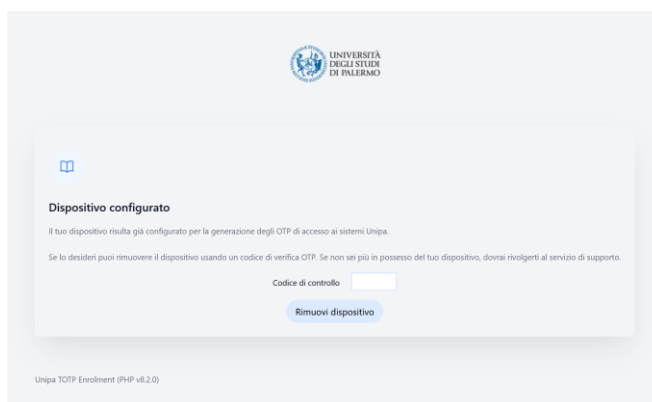 UNIVERSITÀ
DEGLI STUDI
DI PALERMO
Dispositivo configurato
Il tuo dispositivo risulta già configurato per la generazione degli OTP di accesso ai sistemi Unipa.
Se lo desideri puoi rimuovere il dispositivo usando un codice di verifica OTP. Se non sei più in possesso del tuo dispositivo, dovrai rivolgerti al servizio di supporto.
Codice di controllo
Rimuovi dispositivo
Unipa TOTP Enrolment (PHP v8.2.0)